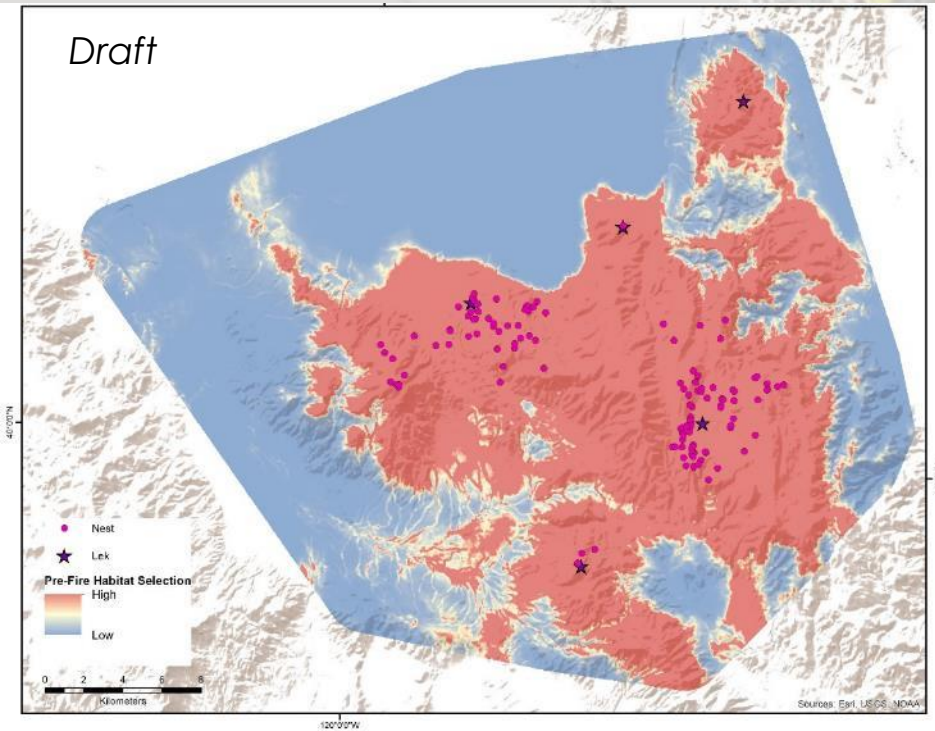 Draft
40°0'0"N
Nest
Lek
Pre-Fire Habitat Selection
High
Low
0 2 4 6 8
Kilometers
Sources: Esri, USGS, NOAA
120°0'0"W